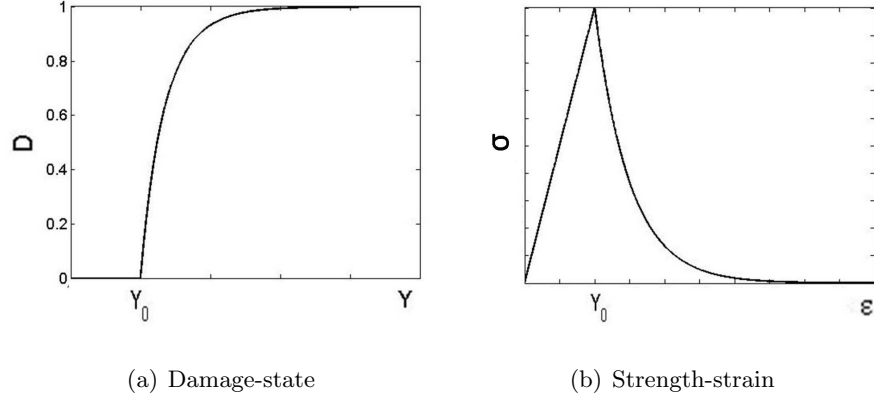 1
0.8
0.6
D
0.4
0.2
0
Y₀
Y
σ
Y₀
ε
(a) Damage-state
(b) Strength-strain